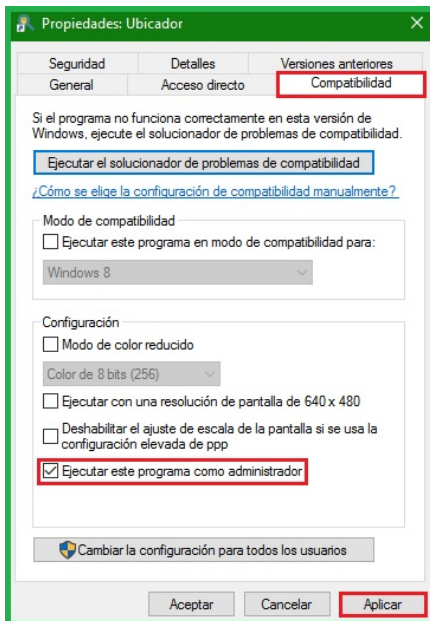 Propiedades: Ubicador
Seguridad Detalles Versiones anteriores
General Acceso directo Compatibilidad
Si el programa no funciona correctamente en esta versión de
Windows, ejecute el solucionador de problemas de compatibilidad.
Ejecutar el solucionador de problemas de compatibilidad
¿Cómo se elige la configuración de compatibilidad manualmente?
Modo de compatibilidad
Ejecutar este programa en modo de compatibilidad para:
Windows 8
Configuración
Modo de color reducido
Color de 8 bits (256)
Ejecutar con una resolución de pantalla de 640 x 480
Deshabilitar el ajuste de escala de la pantalla si se usa la
configuración elevada de ppp
Ejecutar este programa como administrador
Cambiar la configuración para todos los usuarios
Aceptar Cancelar Aplicar